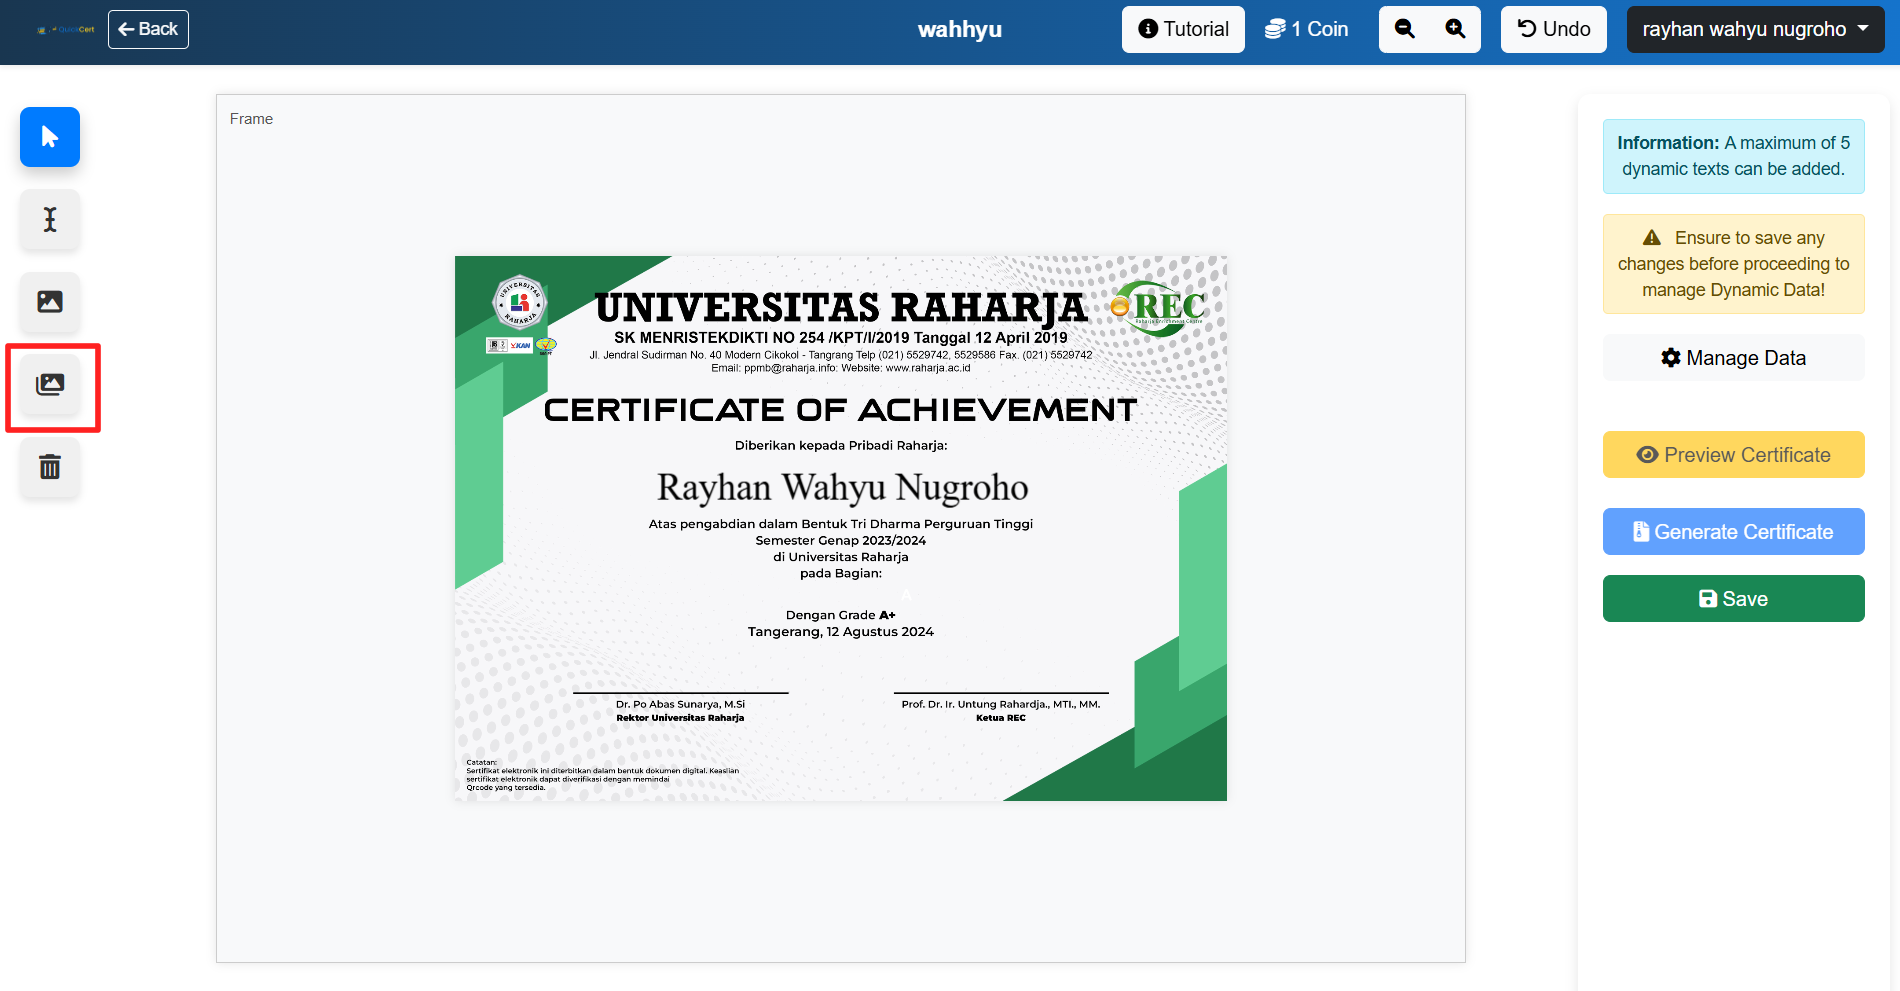 QuickCert
Back
wahhyu
Tutorial
1 Coin
Undo
rayhan wahyu nugroho
Frame
Information: A maximum of 5
dynamic texts can be added.
Ensure to save any
changes before proceeding to
manage Dynamic Data!
Manage Data
Preview Certificate
Generate Certificate
Save
UNIVERSITAS
RAHARJA
KAN
UNIVERSITAS RAHARJA
SK MENRISTEKDIKTI NO 254 /KPT/I/2019 Tanggal 12 April 2019
Jl. Jendral Sudirman No. 40 Modern Cikokol - Tangrang Telp (021) 5529742, 5529586 Fax. (021) 5529742
Email: ppmb@raharja.info: Website: www.raharja.ac.id
REC
Raharja Enrichment Centre
CERTIFICATE OF ACHIEVEMENT
Diberikan kepada Pribadi Raharja:
Rayhan Wahyu Nugroho
Atas pengabdian dalam Bentuk Tri Dharma Perguruan Tinggi
Semester Genap 2023/2024
di Universitas Raharja
pada Bagian:
A
Dengan Grade A+
Tangerang, 12 Agustus 2024
Dr. Po Abas Sunarya, M.Si
Rektor Universitas Raharja
Prof. Dr. Ir. Untung Rahardja., MTI., MM.
Ketua REC
Catatan:
Sertifikat elektronik ini diterbitkan dalam bentuk dokumen digital. Keaslian
sertifikat elektronik dapat diverifikasi dengan memindai
Qrcode yang tersedia.